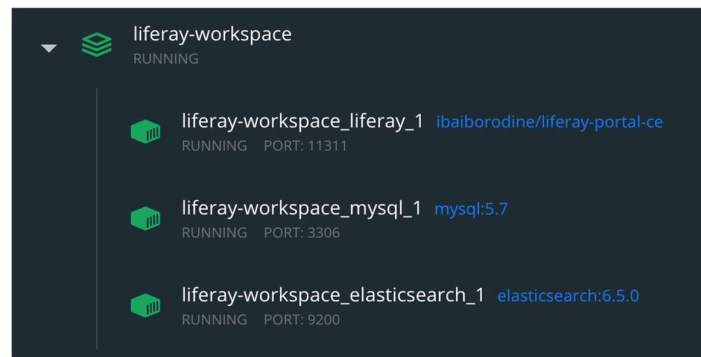 liferay-workspace
RUNNING
liferay-workspace_liferay_1 ibaiborodine/liferay-portal-ce
RUNNING PORT: 11311
liferay-workspace_mysql_1 mysql:5.7
RUNNING PORT: 3306
liferay-workspace_elasticsearch_1 elasticsearch:6.5.0
RUNNING PORT: 9200